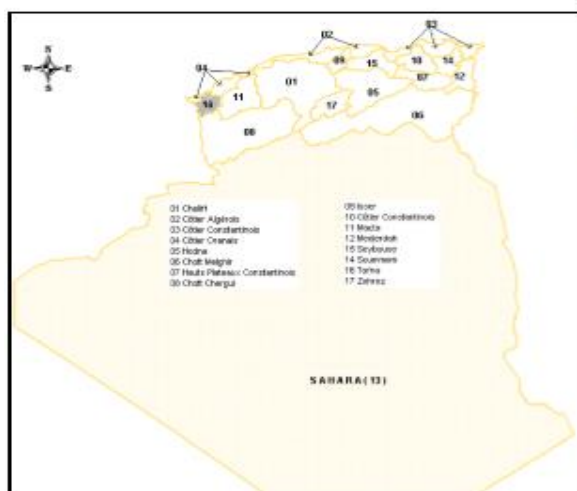 02
03
S
W E
S
04
09
15
10
14
07
12
16
11
01
17
05
06
08
01 Cheliff
02 Côtier Algérois
03 Côtier Constantinois
04 Côtier Oranais
05 Hodna
06 Chott Melghir
07 Hauts Plateaux Constantinois
08 Chott Chergui
09 Isser
10 Côtier Constantinois
11 Macta
12 Medjerdah
15 Seybouse
14 Soummam
16 Tafna
17 Zahrez
SAHARA(13)